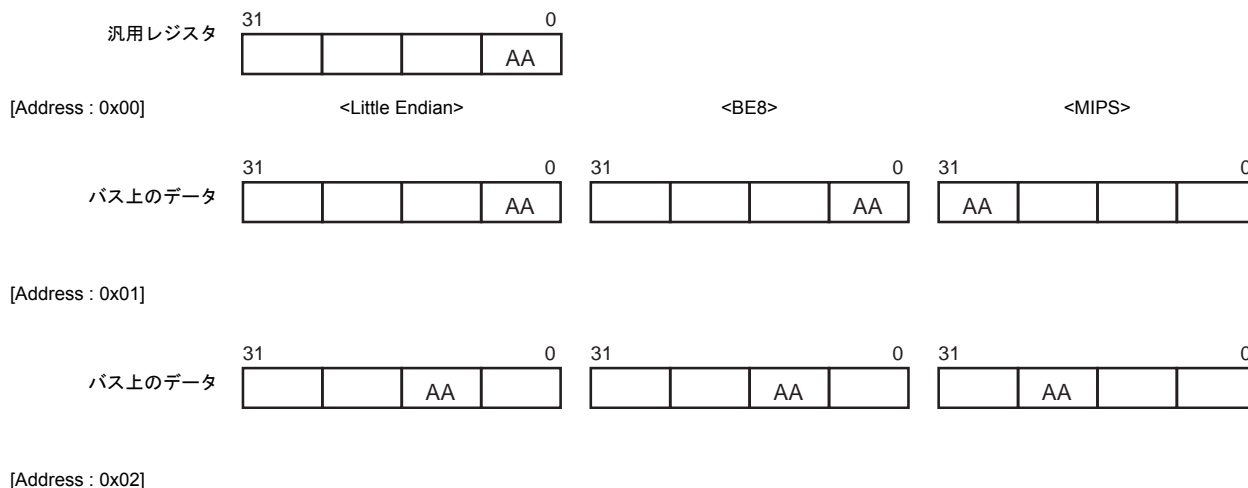 31 0
汎用レジスタ
AA
[Address : 0x00] <Little Endian> <BE8> <MIPS>
31 0 31 0 31 0
バス上のデータ
AA AA AA
[Address : 0x01]
31 0 31 0 31 0
バス上のデータ
AA AA AA
[Address : 0x02]